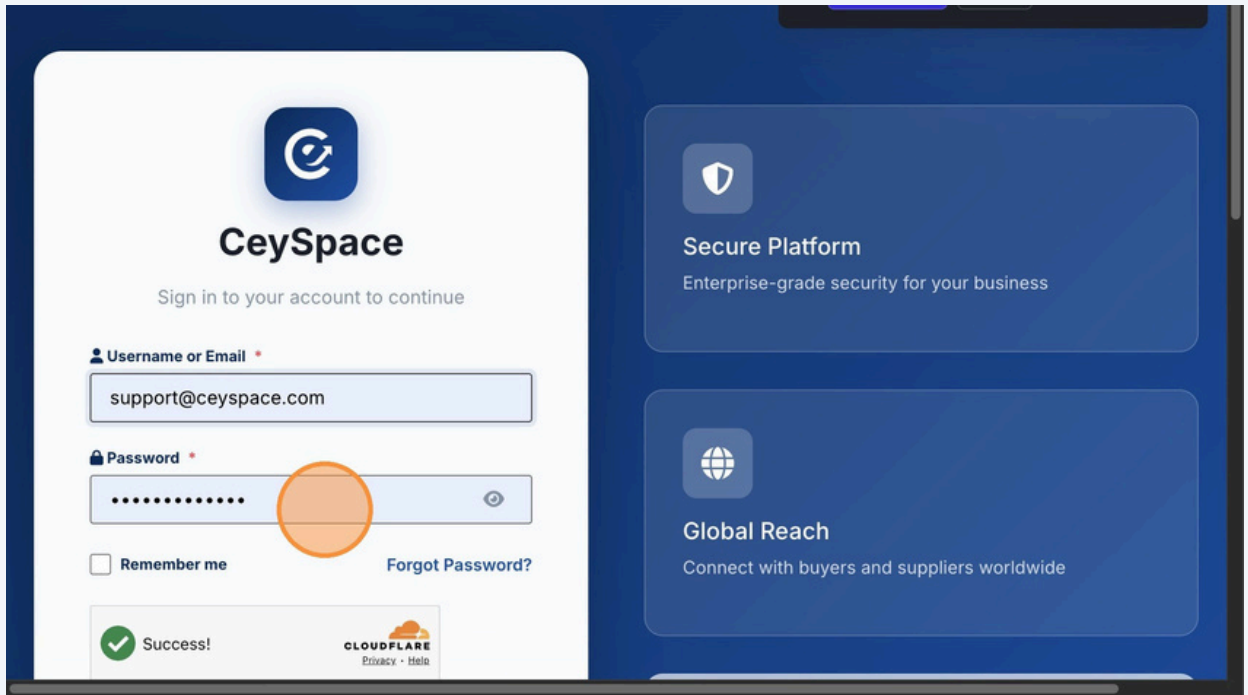 CeySpace
Sign in to your account to continue
Username or Email *
support@ceyspace.com
Password *
•••••••••••••
Remember me
Forgot Password?
Success!
CLOUDFLARE
Privacy • Help
Secure Platform
Enterprise-grade security for your business
Global Reach
Connect with buyers and suppliers worldwide